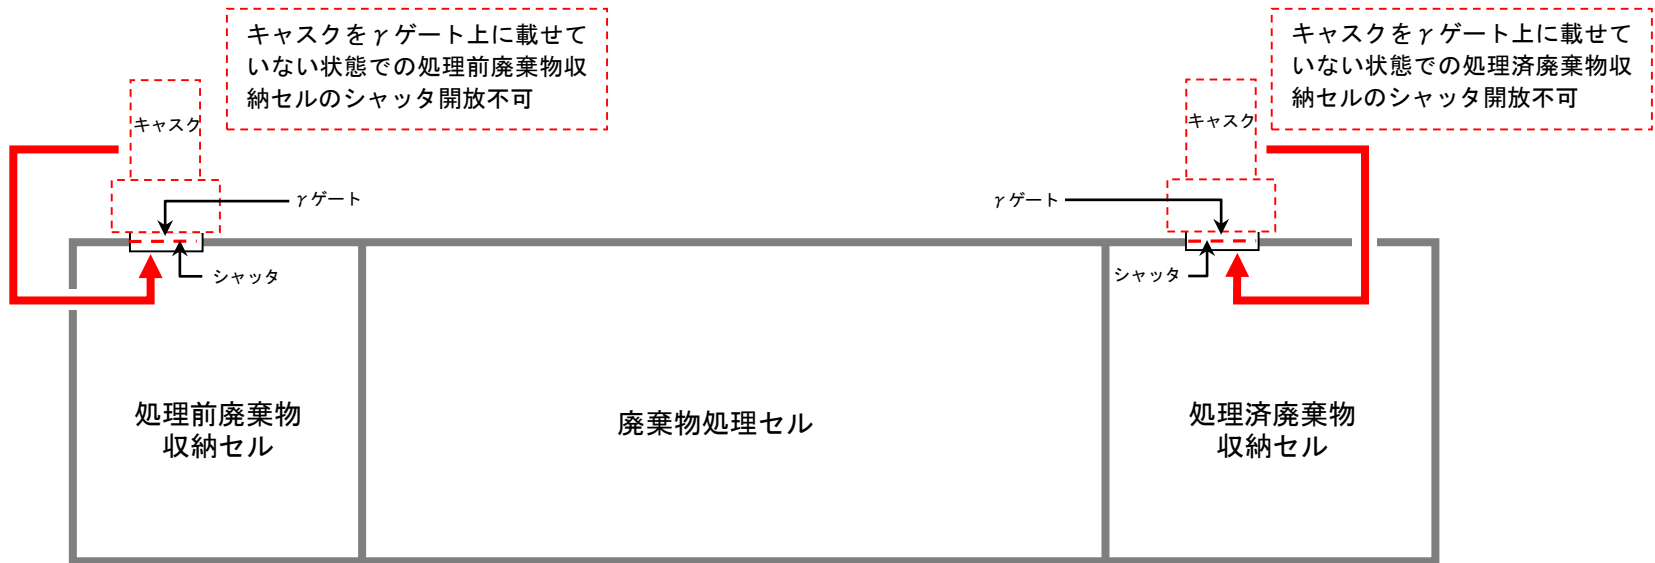 キャスクをγゲート上に載せて
いない状態での処理前廃棄物収
納セルのシャッタ開放不可
キャスクをγゲート上に載せて
いない状態での処理済廃棄物収
納セルのシャッタ開放不可
キャスク
キャスク
γゲート
γゲート
シャッタ
シャッタ
処理前廃棄物
収納セル
廃棄物処理セル
処理済廃棄物
収納セル